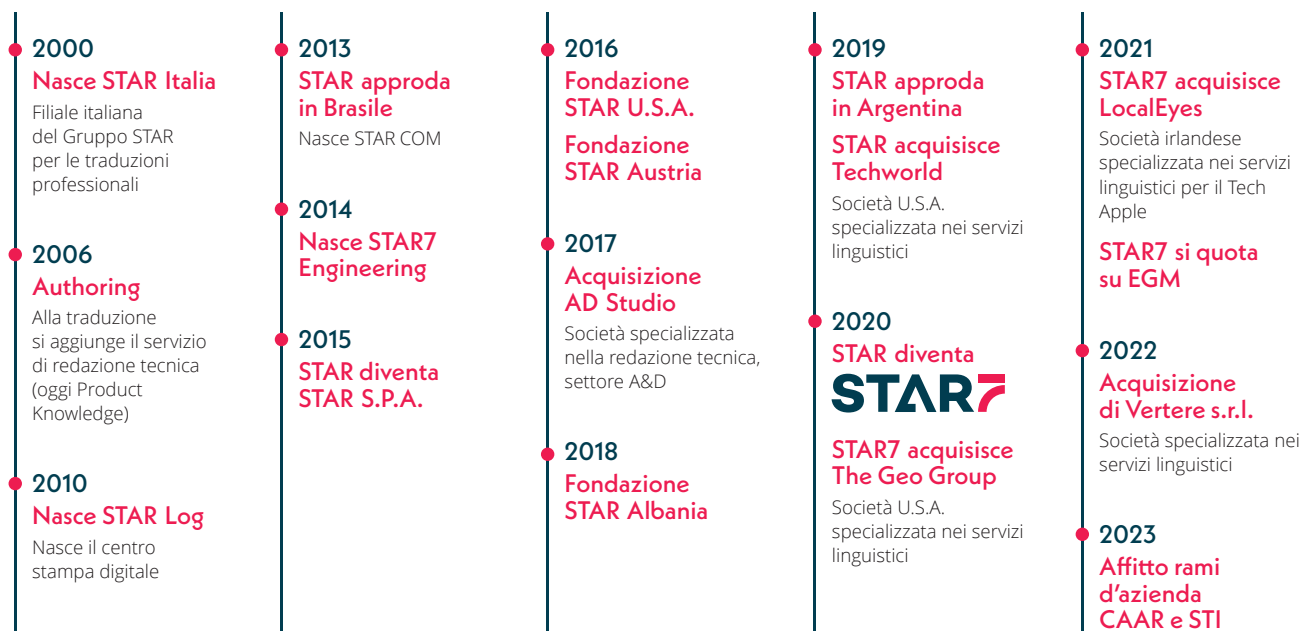 2000
Nasce STAR Italia
Filiale italiana
del Gruppo STAR
per le traduzioni
professionali
2006
Authoring
Alla traduzione
si aggiunge il servizio
di redazione tecnica
(oggi Product
Knowledge)
2010
Nasce STAR Log
Nasce il centro
stampa digitale
2013
STAR approda
in Brasile
Nasce STAR COM
2014
Nasce STAR7
Engineering
2015
STAR diventa
STAR S.P.A.
2016
Fondazione
STAR U.S.A.
Fondazione
STAR Austria
2017
Acquisizione
AD Studio
Società specializzata
nella redazione tecnica,
settore A&D
2018
Fondazione
STAR Albania
2019
STAR approda
in Argentina
STAR acquisisce
Techworld
Società U.S.A.
specializzata nei servizi
linguistici
2020
STAR diventa
STAR7
STAR7 acquisisce
The Geo Group
Società U.S.A.
specializzata nei servizi
linguistici
2021
STAR7 acquisisce
LocalEyes
Società irlandese
specializzata nei servizi
linguistici per il Tech
Apple
STAR7 si quota
su EGM
2022
Acquisizione
di Vertere s.r.l.
Società specializzata nei
servizi linguistici
2023
Affitto rami
d’azienda
CAAR e STI